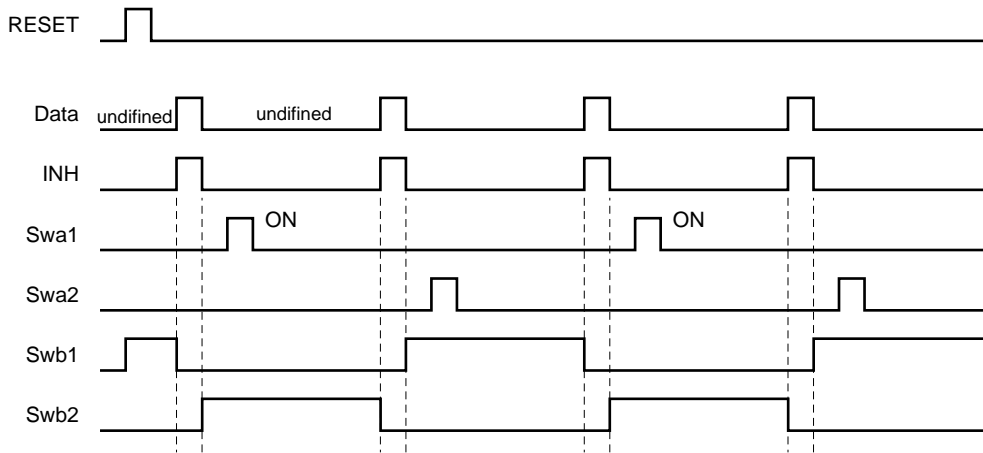 RESET
Data undifined undifined
INH
Swa1 ON ON
Swa2
Swb1
Swb2